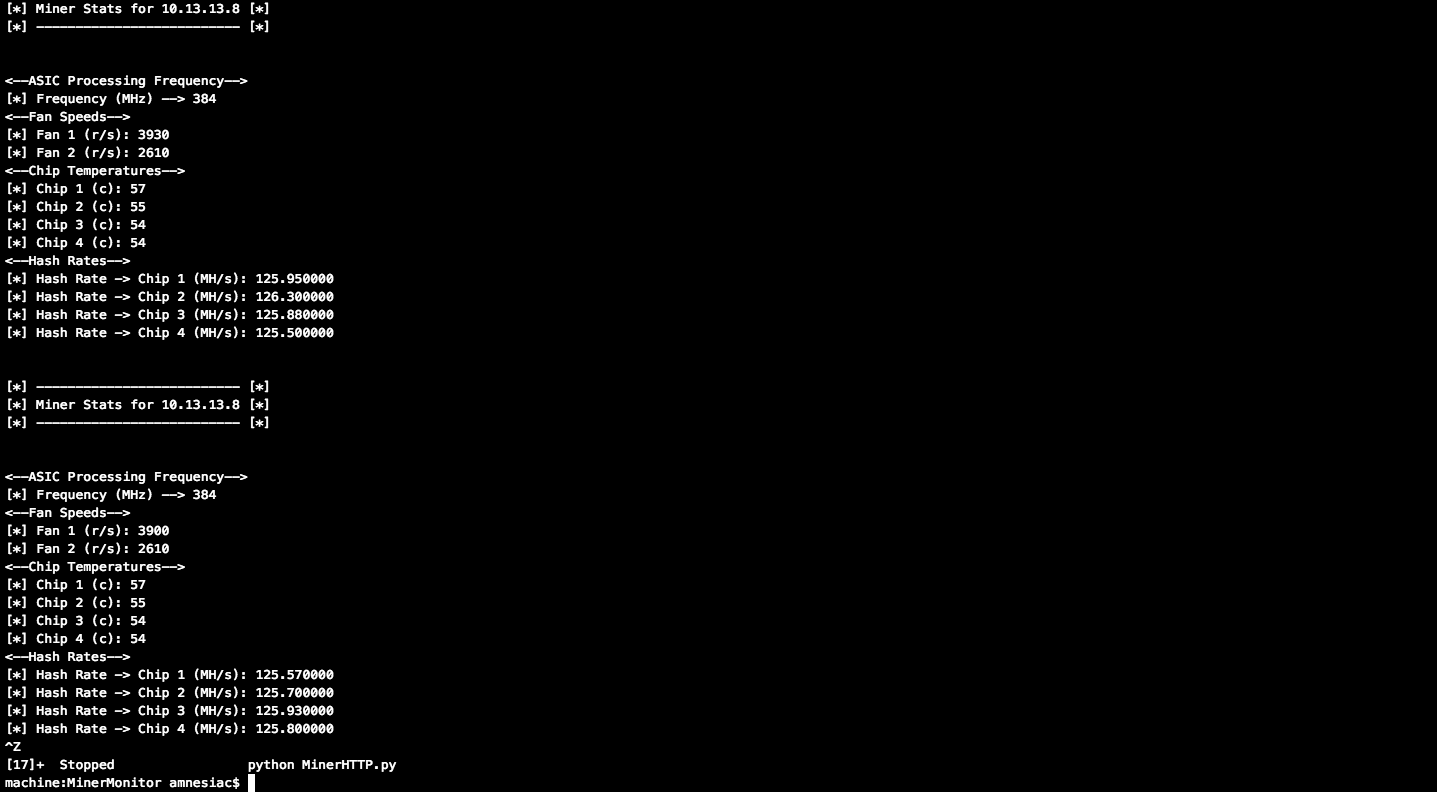 [*] Miner Stats for 10.13.13.8 [*]
[*] —————————————————————————— [*]
<——ASIC Processing Frequency——>
[*] Frequency (MHz) ——> 384
<——Fan Speeds——>
[*] Fan 1 (r/s): 3930
[*] Fan 2 (r/s): 2610
<——Chip Temperatures——>
[*] Chip 1 (c): 57
[*] Chip 2 (c): 55
[*] Chip 3 (c): 54
[*] Chip 4 (c): 54
<——Hash Rates——>
[*] Hash Rate —> Chip 1 (MH/s): 125.950000
[*] Hash Rate —> Chip 2 (MH/s): 126.300000
[*] Hash Rate —> Chip 3 (MH/s): 125.880000
[*] Hash Rate —> Chip 4 (MH/s): 125.500000
[*] —————————————————————————— [*]
[*] Miner Stats for 10.13.13.8 [*]
[*] —————————————————————————— [*]
<——ASIC Processing Frequency——>
[*] Frequency (MHz) ——> 384
<——Fan Speeds——>
[*] Fan 1 (r/s): 3900
[*] Fan 2 (r/s): 2610
<——Chip Temperatures——>
[*] Chip 1 (c): 57
[*] Chip 2 (c): 55
[*] Chip 3 (c): 54
[*] Chip 4 (c): 54
<——Hash Rates——>
[*] Hash Rate —> Chip 1 (MH/s): 125.570000
[*] Hash Rate —> Chip 2 (MH/s): 125.700000
[*] Hash Rate —> Chip 3 (MH/s): 125.930000
[*] Hash Rate —> Chip 4 (MH/s): 125.800000
^Z
[17]+  Stopped                 python MinerHTTP.py
machine:MinerMonitor amnesiac$